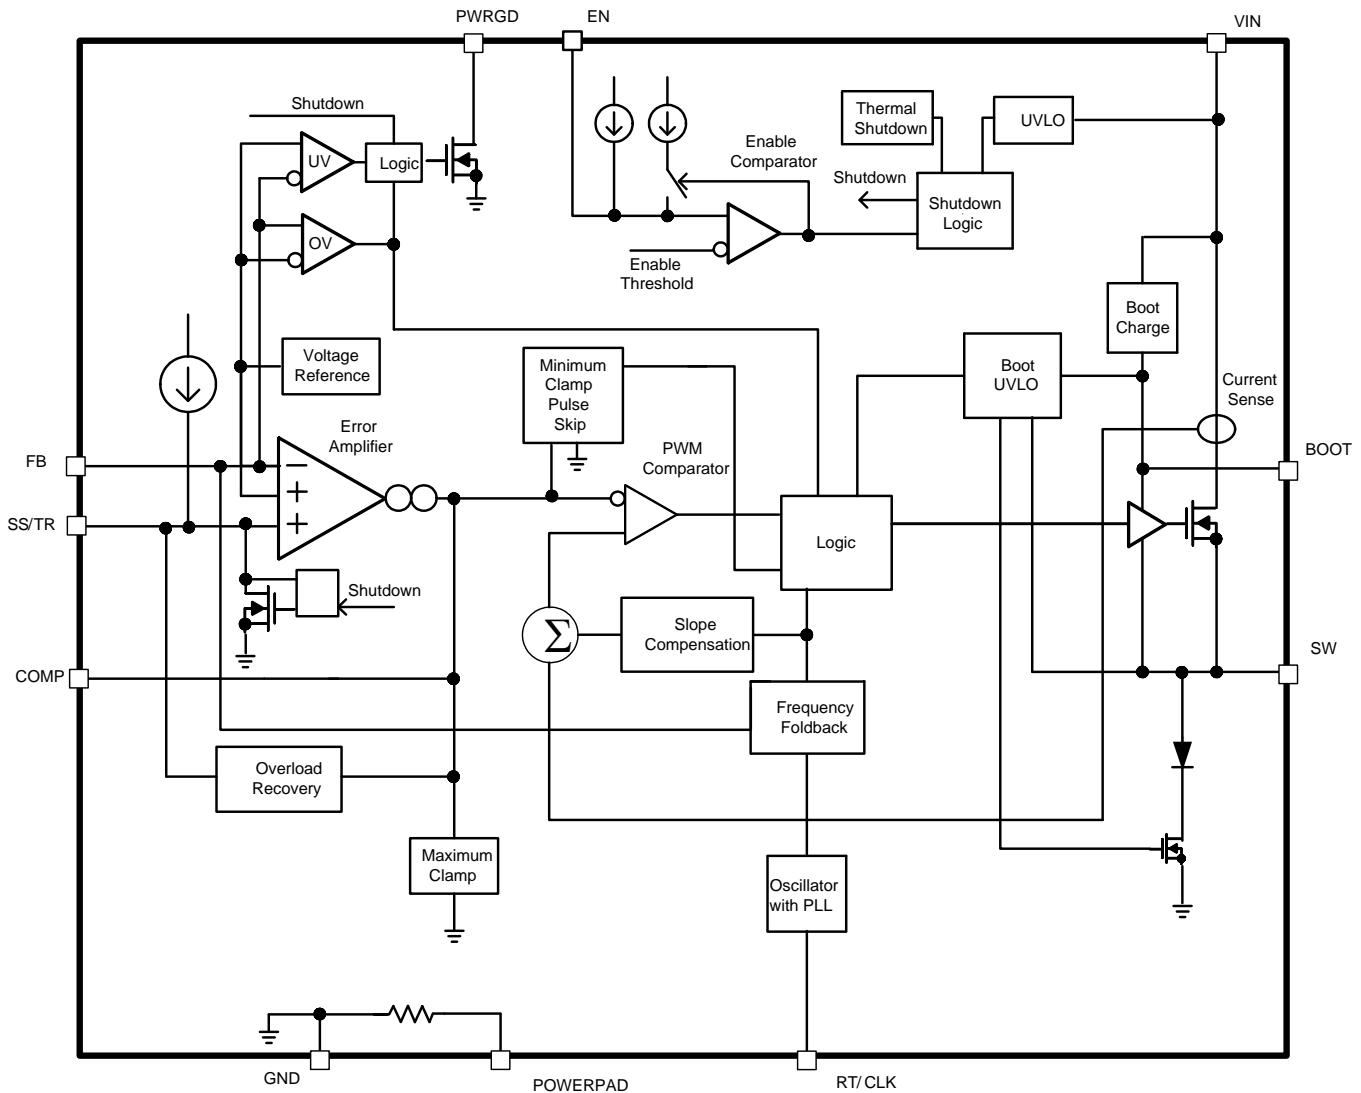 PWRGD
EN
VIN
Shutdown
UV
Logic
OV
Enable
Comparator
Enable
Threshold
Thermal
Shutdown
UVLO
Shutdown
Shutdown
Logic
Boot
Charge
Voltage
Reference
Minimum
Clamp
Pulse
Skip
Boot
UVLO
Current
Sense
Error
Amplifier
PWM
Comparator
FB
BOOT
SS/TR
−
+
+
Logic
Shutdown
Σ
Slope
Compensation
COMP
SW
Frequency
Foldback
Overload
Recovery
Maximum
Clamp
Oscillator
with PLL
GND
POWERPAD
RT/CLK